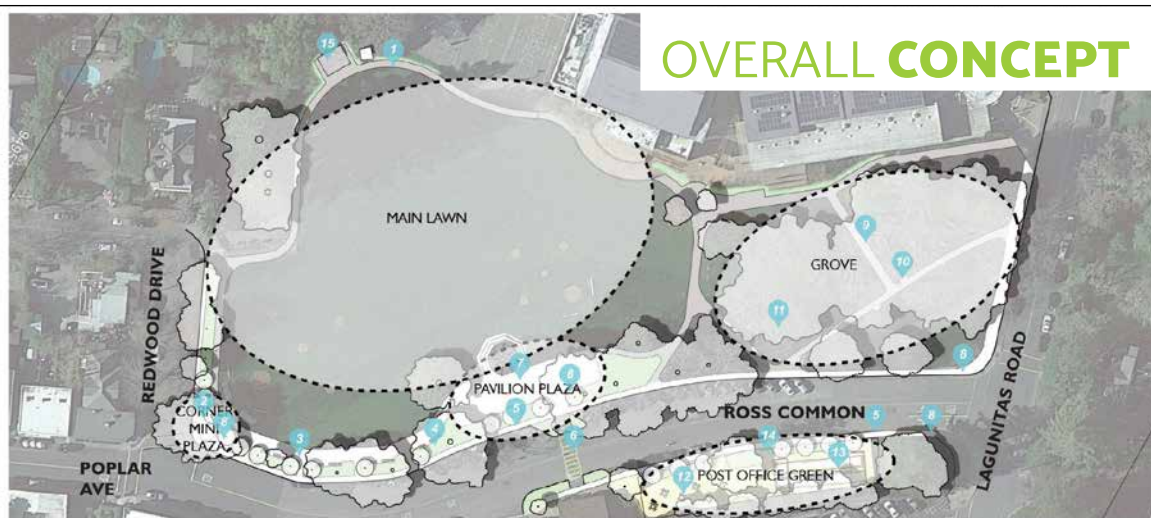 OVERALL CONCEPT
15
1
MAIN LAWN
9
GROVE
10
11
REDWOOD DRIVE
LAGUNITAS ROAD
8
7
6
PAVILION PLAZA
5
2
CORNER
MINI
PLAZA
3
4
ROSS COMMON
5
8
6
14
13
POST OFFICE GREEN
12
POPLAR
AVE